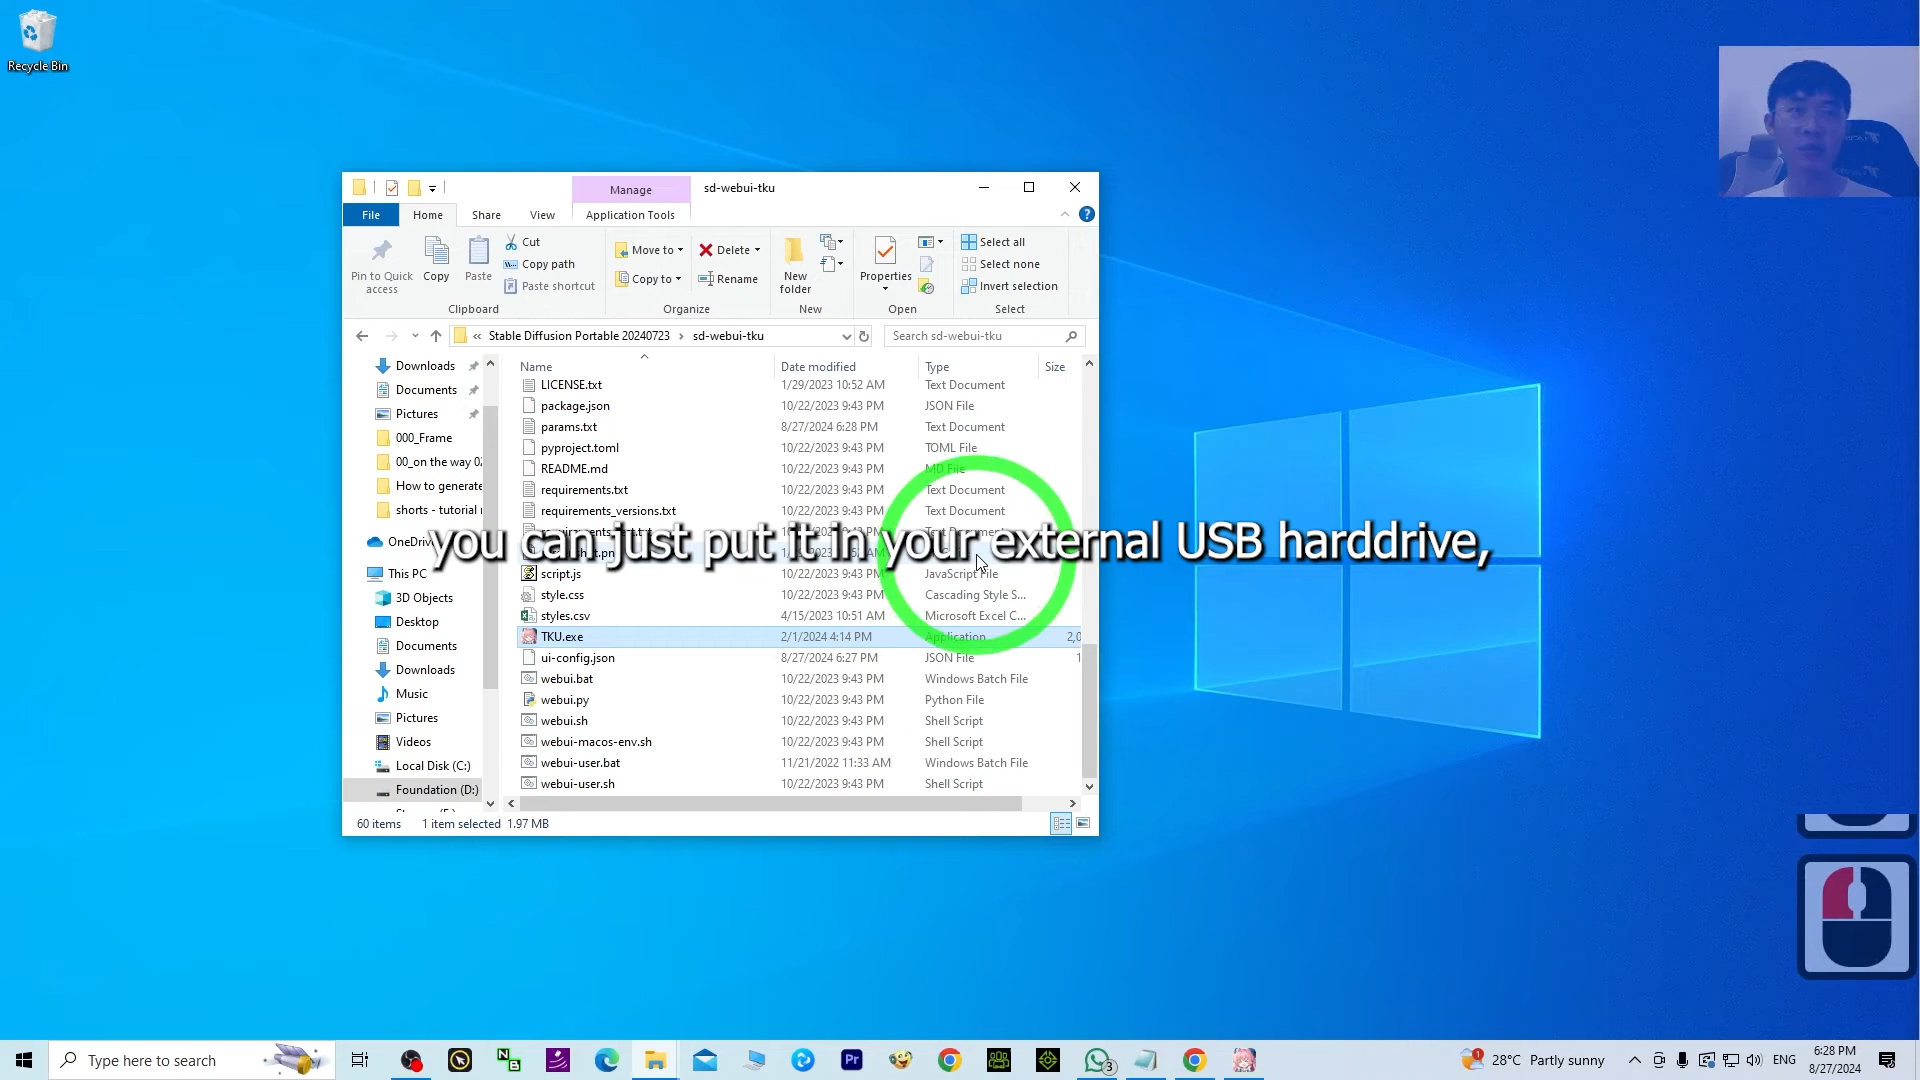 Recycle Bin
Manage
sd-webui-tku
File
Home
Share
View
Application Tools
Pin to Quick access
Copy
Paste
Cut
Copy path
Paste shortcut
Clipboard
Move to
Copy to
Delete
Rename
Organize
New folder
New
Properties
Open
Select all
Select none
Invert selection
Select
« Stable Diffusion Portable 20240723 > sd-webui-tku
Search sd-webui-tku
Downloads
Documents
Pictures
000_Frame
00_on the way 02
How to generate
shorts - tutorial
OneDrive
This PC
3D Objects
Desktop
Documents
Downloads
Music
Pictures
Videos
Local Disk (C:)
Foundation (D:)
Name Date modified Type Size
LICENSE.txt 1/29/2023 10:52 AM Text Document
package.json 10/22/2023 9:43 PM JSON File
params.txt 8/27/2024 6:28 PM Text Document
pyproject.toml 10/22/2023 9:43 PM TOML File
README.md 10/22/2023 9:43 PM MD File
requirements.txt 10/22/2023 9:43 PM Text Document
requirements_versions.txt 10/22/2023 9:43 PM Text Document
you can just put it in your external USB harddrive,
script.js 10/22/2023 9:43 PM JavaScript File
style.css 10/22/2023 9:43 PM Cascading Style S...
styles.csv 4/15/2023 10:51 AM Microsoft Excel C...
TKU.exe 2/1/2024 4:14 PM Application 2,0
ui-config.json 8/27/2024 6:27 PM JSON File 1
webui.bat 10/22/2023 9:43 PM Windows Batch File
webui.py 10/22/2023 9:43 PM Python File
webui.sh 10/22/2023 9:43 PM Shell Script
webui-macos-env.sh 10/22/2023 9:43 PM Shell Script
webui-user.bat 11/21/2022 11:33 AM Windows Batch File
webui-user.sh 10/22/2023 9:43 PM Shell Script
60 items 1 item selected 1.97 MB
Type here to search
Pr
3
1
28°C Partly sunny
ENG
6:28 PM
8/27/2024